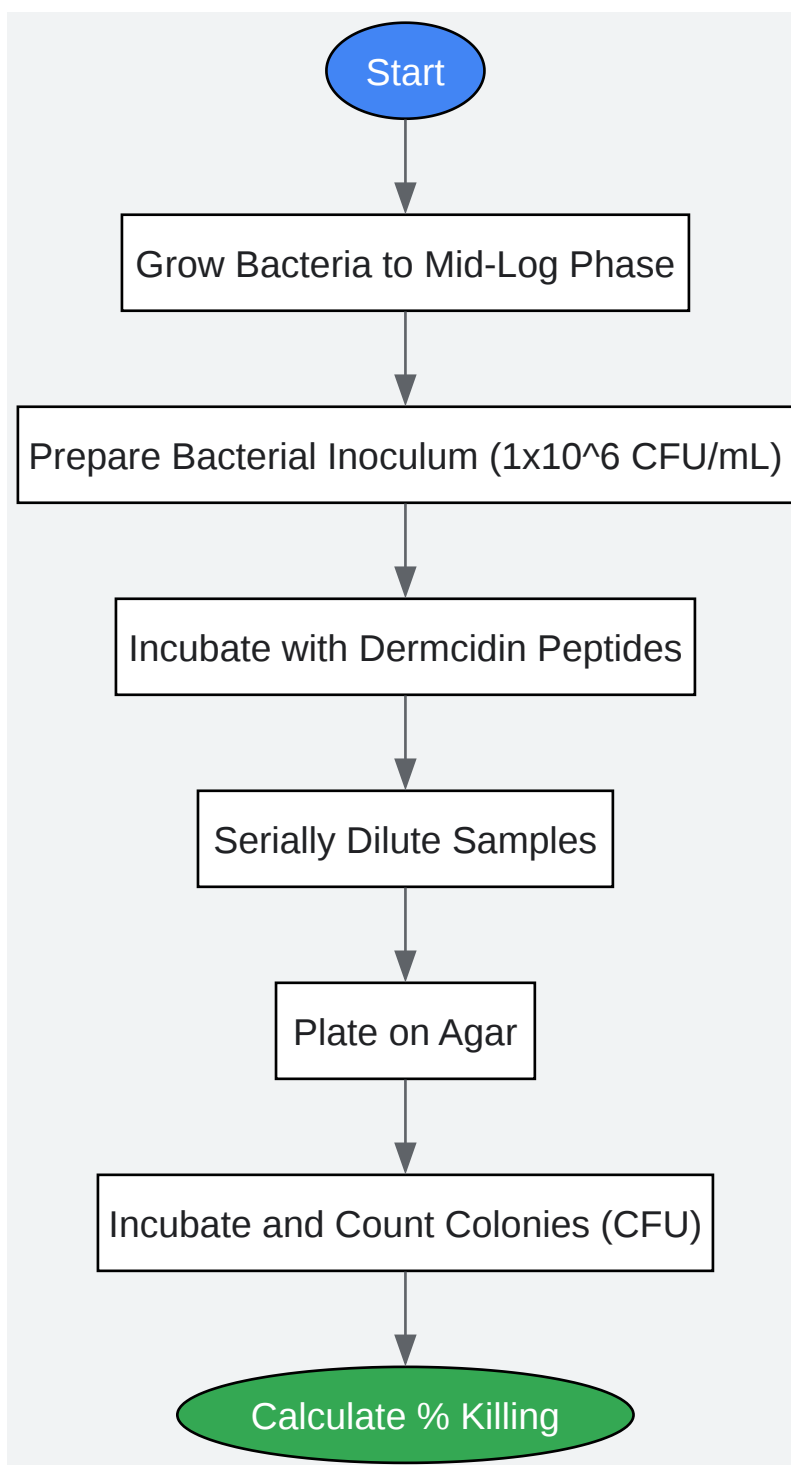 Start
Grow Bacteria to Mid-Log Phase
Prepare Bacterial Inoculum (1x10^6 CFU/mL)
Incubate with Dermcidin Peptides
Serially Dilute Samples
Plate on Agar
Incubate and Count Colonies (CFU)
Calculate % Killing